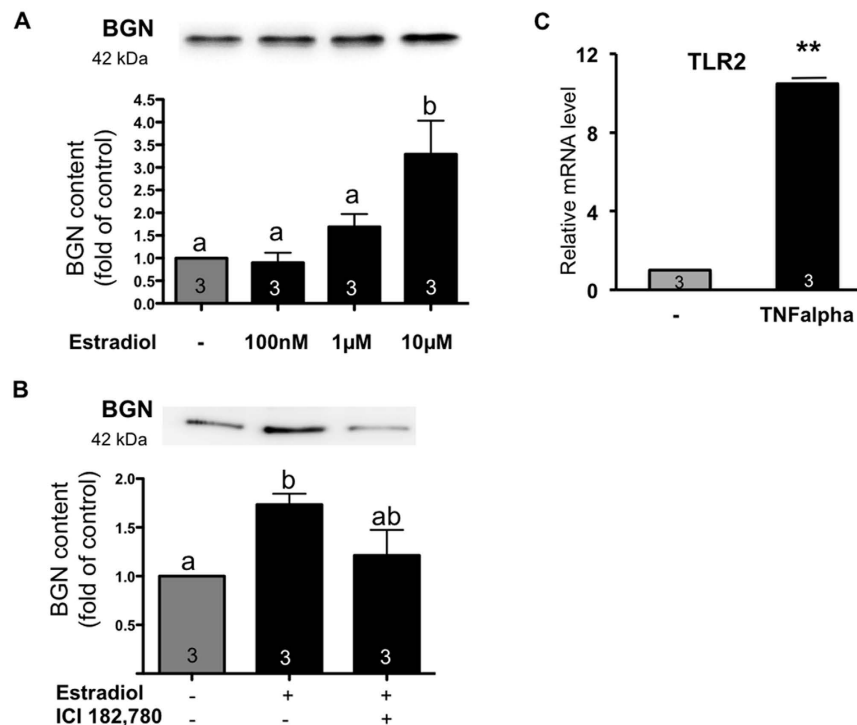 A
BGN
42 kDa
BGN content
(fold of control)
4.5
4.0
3.5
3.0
2.5
2.0
1.5
1.0
0.5
0.0
a
a
a
b
3
3
3
3
Estradiol - 100nM 1µM 10µM
B
BGN
42 kDa
BGN content
(fold of control)
2.0
1.5
1.0
0.5
a
b
ab
3
3
3
Estradiol - + +
ICI 182,780 - - +
C
TLR2
**
Relative mRNA level
12
8
4
0
3
3
- TNFalpha